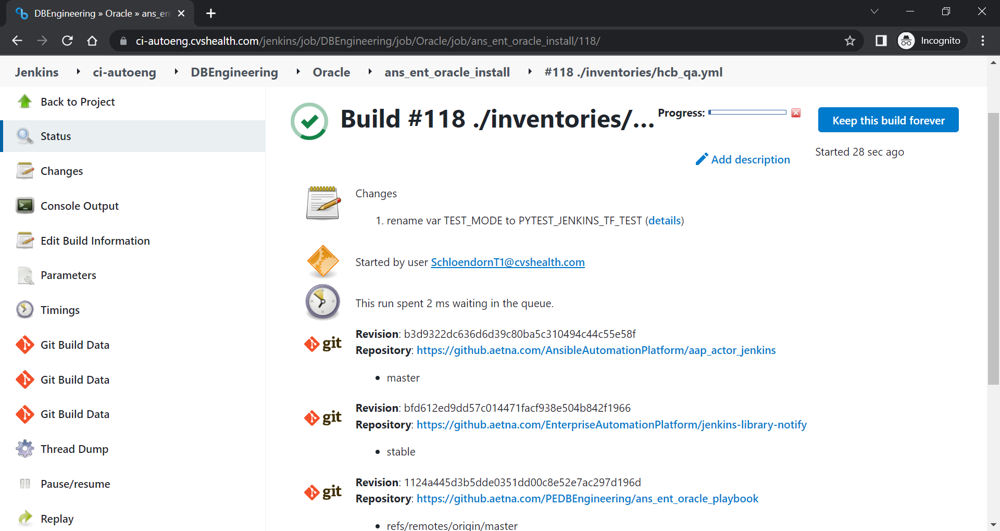 DBEngineering » Oracle » ans_en
ci-autoeng.cvshealth.com/jenkins/job/DBEngineering/job/Oracle/job/ans_ent_oracle_install/118/
Incognito
Jenkins ci-autoeng DBEngineering Oracle ans_ent_oracle_install #118 ./inventories/hcb_qa.yml
Back to Project
Status
Changes
Console Output
Edit Build Information
Parameters
Timings
Git Build Data
Git Build Data
Git Build Data
Thread Dump
Pause/resume
Replay
Build #118 ./inventories/...
Progress:
Keep this build forever
Started 28 sec ago
Add description
Changes
1. rename var TEST_MODE to PYTEST_JENKINS_TF_TEST (details)
Started by user SchloendornT1@cvshealth.com
This run spent 2 ms waiting in the queue.
git
Revision: b3d9322dc636d6d39c80ba5c310494c44c55e58f
Repository: https://github.aetna.com/AnsibleAutomationPlatform/aap_actor_jenkins
• master
git
Revision: bfd612ed9dd57c014471facf938e504b842f1966
Repository: https://github.aetna.com/EnterpriseAutomationPlatform/jenkins-library-notify
• stable
git
Revision: 1124a445d3b5dde0351dd00c8e52e7ac297d196d
Repository: https://github.aetna.com/PEDBEngineering/ans_ent_oracle_playbook
• refs/remotes/origin/master